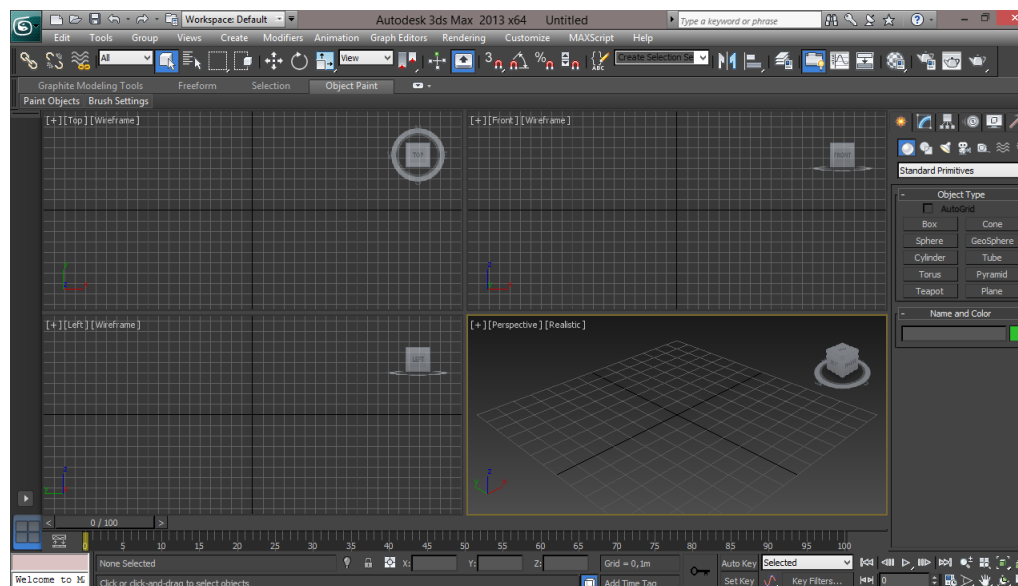 Workspace: Default
Autodesk 3ds Max 2013 x64 Untitled
Type a keyword or phrase
Edit Tools Group Views Create Modifiers Animation Graph Editors Rendering Customize MAXScript Help
All View 3 % ABC Create Selection Se
Graphite Modeling Tools Freeform Selection Object Paint
Paint Objects Brush Settings
[+][Top][Wireframe]
TOP
[+][Front][Wireframe]
FRONT
[+][Left][Wireframe]
LEFT
[+][Perspective][Realistic]
Standard Primitives
- Object Type
AutoGrid
Box Cone
Sphere GeoSphere
Cylinder Tube
Torus Pyramid
Teapot Plane
- Name and Color
< 0 / 100 >
0 5 10 15 20 25 30 35 40 45 50 55 60 65 70 75 80 85 90 95 100
None Selected X: Y: Z: Grid = 0,1m Auto Key Selected
Welcome to M Click or click-and-drag to select objects Add Time Tag Set Key Key Filters... 0